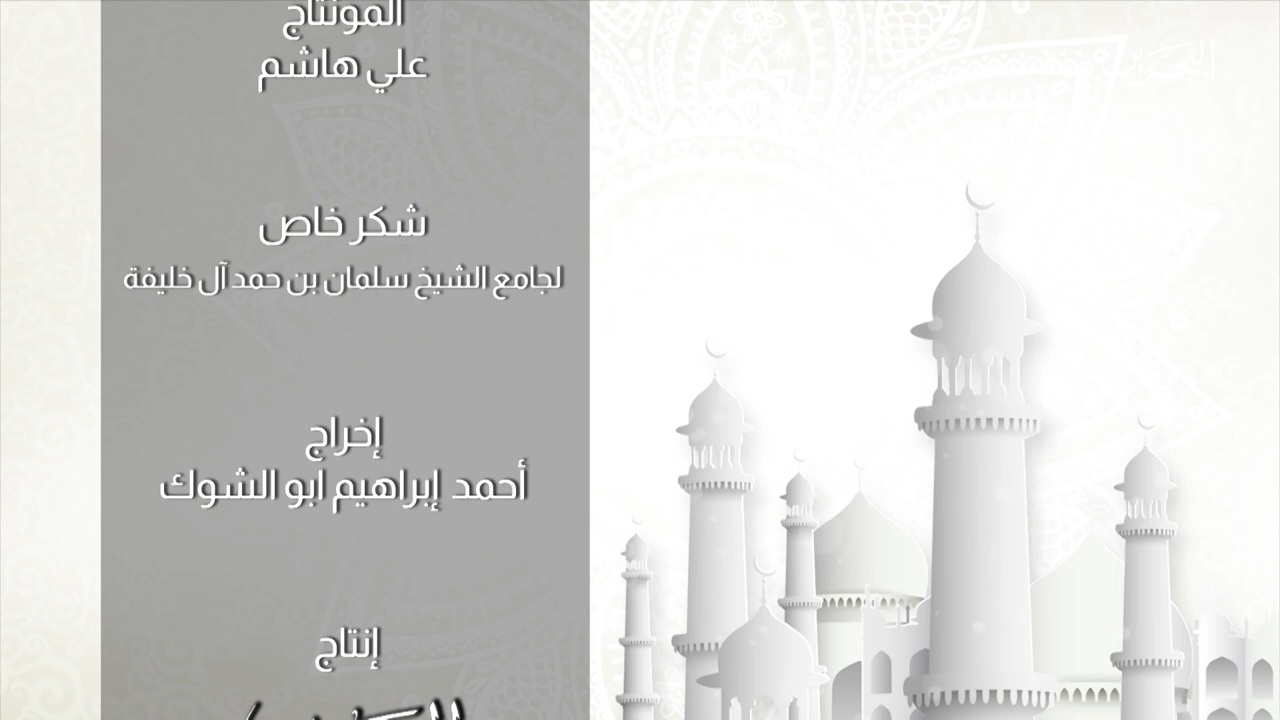 المونتاج
علي هاشم
شكر خاص
لجامع الشيخ سلمان بن حمد آل خليفة
إخراج
أحمد إبراهيم ابو الشوك
إنتاج